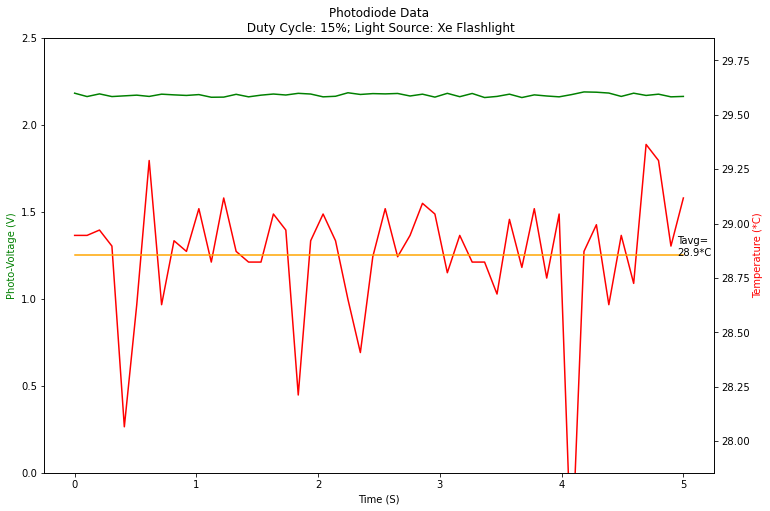 Photodiode Data
Duty Cycle: 15%; Light Source: Xe Flashlight
2.5
2.0
1.5
1.0
0.5
0.0
Photo-Voltage (V)
29.75
29.50
29.25
29.00
28.75
28.50
28.25
28.00
Temperature (*C)
Tavg=
28.9*C
0
1
2
3
4
5
Time (S)